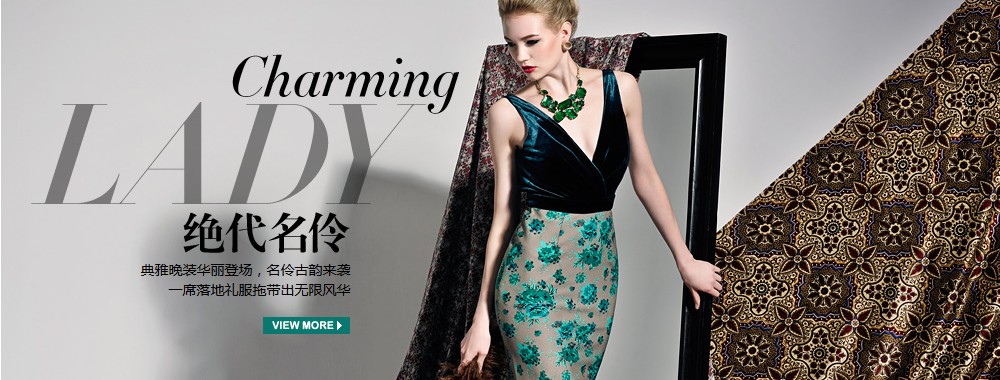 Charming
LADY
绝代名伶
典雅晚装华丽登场，名伶古韵来袭
一席落地礼服拖带出无限风华
VIEW MORE